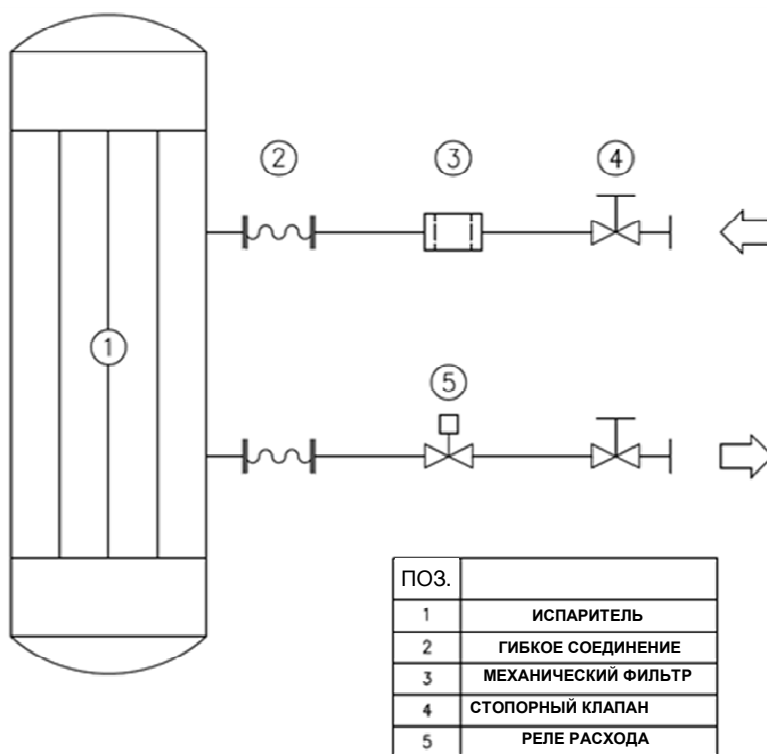 2 3 4
1
5
ПОЗ.
1 ИСПАРИТЕЛЬ
2 ГИБКОЕ СОЕДИНЕНИЕ
3 МЕХАНИЧЕСКИЙ ФИЛЬТР
4 СТОПОРНЫЙ КЛАПАН
5 РЕЛЕ РАСХОДА